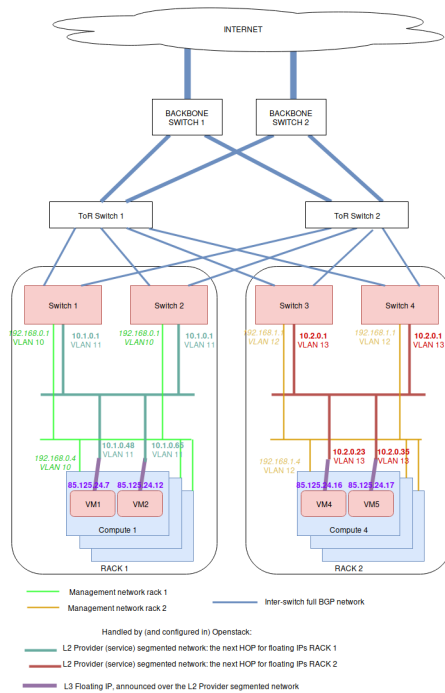 INTERNET
BACKBONE
SWITCH 1
BACKBONE
SWITCH 2
ToR Switch 1
ToR Switch 2
Switch 1
Switch 2
Switch 3
Switch 4
192.168.0.1
VLAN 10
10.1.0.1
VLAN 11
192.168.0.1
VLAN10
10.1.0.1
VLAN 11
192.168.1.1
VLAN 12
10.2.0.1
VLAN 13
192.168.1.1
VLAN 12
10.2.0.1
VLAN 13
192.168.0.4
VLAN 10
10.1.0.48
VLAN 11
10.1.0.65
VLAN 11
192.168.1.4
VLAN 12
10.2.0.23
VLAN 13
10.2.0.35
VLAN 13
85.125.24.7
85.125.24.12
85.125.24.16
85.125.24.17
VM1
VM2
VM4
VM5
Compute 1
Compute 4
RACK 1
RACK 2
Management network rack 1
Inter-switch full BGP network
Management network rack 2
Handled by (and configured in) Openstack:
L2 Provider (service) segmented network: the next HOP for floating IPs RACK 1
L2 Provider (service) segmented network: the next HOP for floating IPs RACK 2
L3 Floating IP, announced over the L2 Provider segmented network